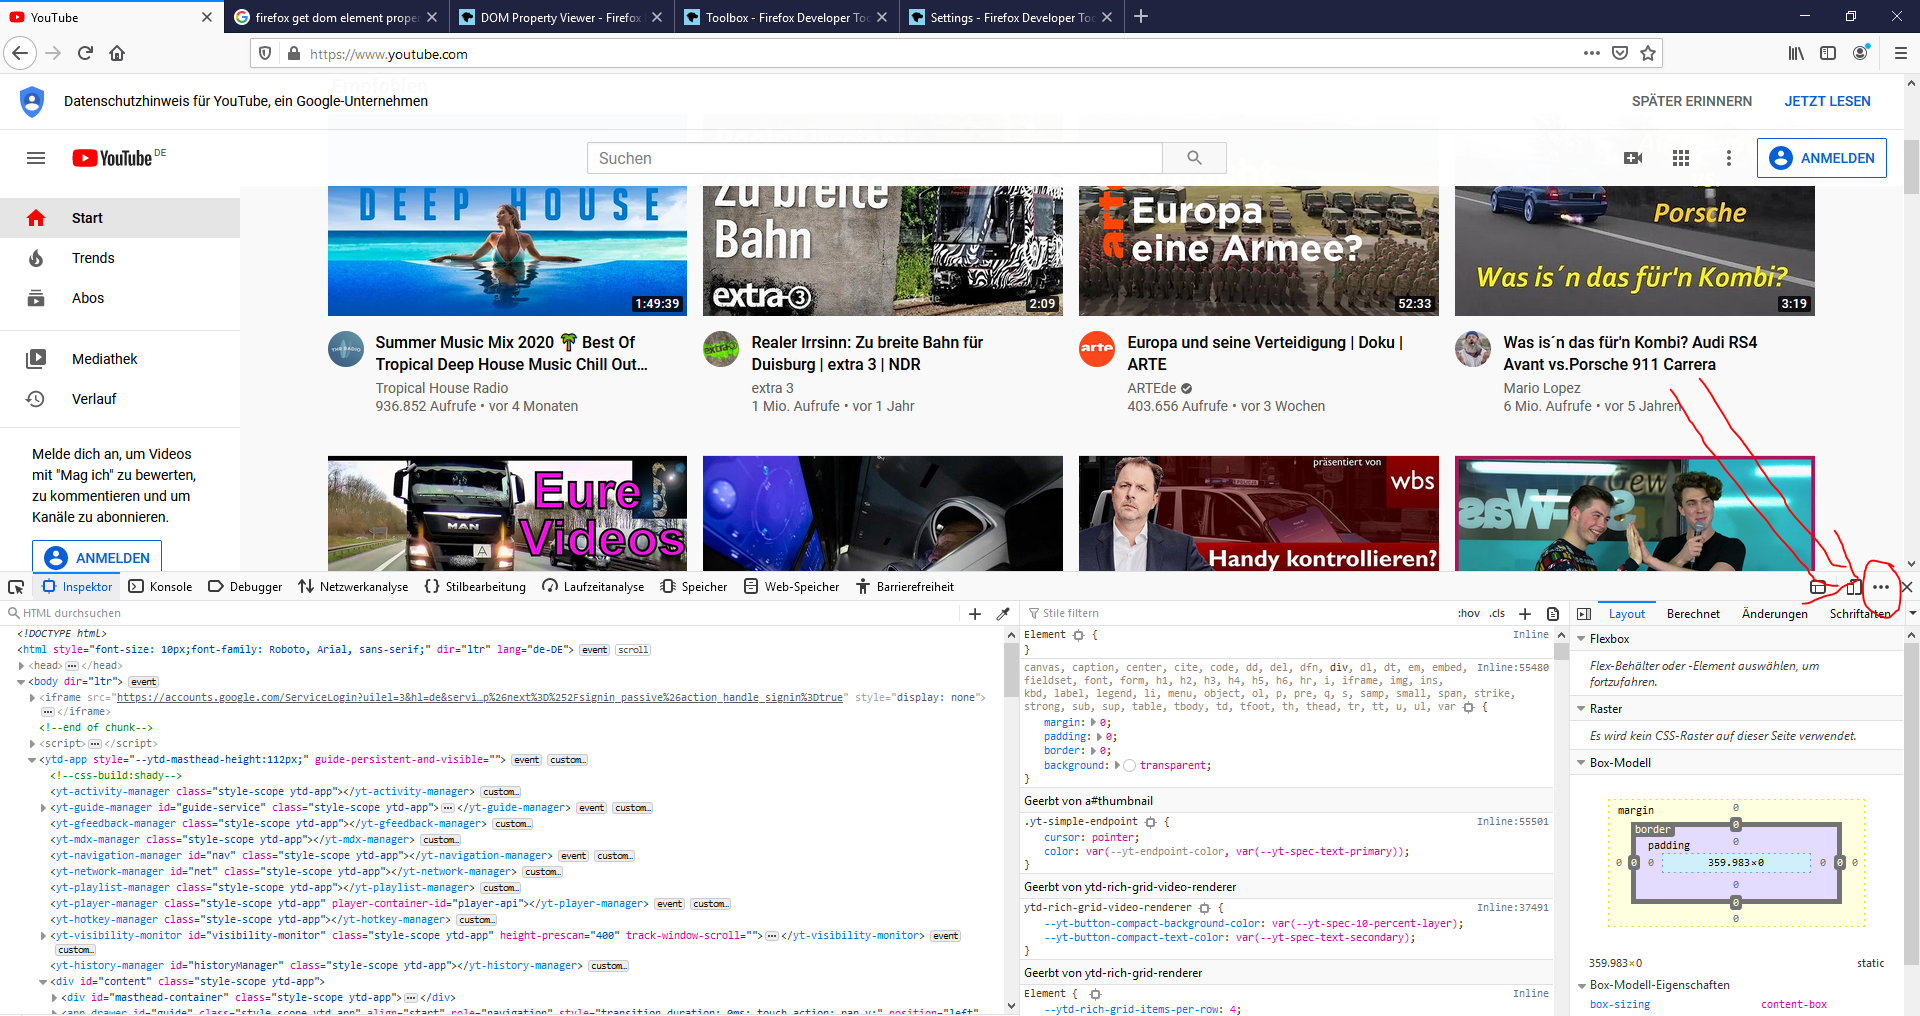 YouTube
firefox get dom element proper
DOM Property Viewer - Firefox
Toolbox - Firefox Developer Too
Settings - Firefox Developer Too
https://www.youtube.com
Empfohlen
Datenschutzhinweis für YouTube, ein Google-Unternehmen
SPÄTER ERINNERN
JETZT LESEN
YouTube DE
Suchen
ANMELDEN
Start
Trends
Abos
Mediathek
Verlauf
Melde dich an, um Videos
mit "Mag ich" zu bewerten,
zu kommentieren und um
Kanäle zu abonnieren.
ANMELDEN
DEEP HOUSE
1:49:39
Summer Music Mix 2020 🌴 Best Of
Tropical Deep House Music Chill Out...
Tropical House Radio
936.852 Aufrufe • vor 4 Monaten
Zu breite
Bahn
extra-3
2:09
Realer Irrsinn: Zu breite Bahn für
Duisburg | extra 3 | NDR
extra 3
1 Mio. Aufrufe • vor 1 Jahr
arte
Europa
eine Armee?
52:33
arte
Europa und seine Verteidigung | Doku |
ARTE
ARTEde
403.656 Aufrufe • vor 3 Wochen
Porsche
Was is´n das für'n Kombi?
3:19
Was is´n das für'n Kombi? Audi RS4
Avant vs.Porsche 911 Carrera
Mario Lopez
6 Mio. Aufrufe • vor 5 Jahren
MAN
A
Eure
Videos
präsentiert von
wbs
Handy kontrollieren?
Inspektor
Konsole
Debugger
Netzwerkanalyse
Stilbearbeitung
Laufzeitanalyse
Speicher
Web-Speicher
Barrierefreiheit
HTML durchsuchen
<!DOCTYPE html>
<html style="font-size: 10px;font-family: Roboto, Arial, sans-serif;" dir="ltr" lang="de-DE"> event scroll
<head>⋯</head>
<body dir="ltr"> event
<iframe src="https://accounts.google.com/ServiceLogin?uilel=3&hl=de&servi…p%26next%3D%252Fsignin_passive%26action_handle_signin%3Dtrue" style="display: none">
⋯</iframe>
<!--end of chunk-->
<script>⋯</script>
<ytd-app style="--ytd-masthead-height:112px;" guide-persistent-and-visible=""> event custom…
<!--css-build:shady-->
<yt-activity-manager class="style-scope ytd-app"></yt-activity-manager> custom…
<yt-guide-manager id="guide-service" class="style-scope ytd-app">⋯</yt-guide-manager> event custom…
<yt-gfeedback-manager class="style-scope ytd-app"></yt-gfeedback-manager> custom…
<yt-mdx-manager class="style-scope ytd-app"></yt-mdx-manager> custom…
<yt-navigation-manager id="nav" class="style-scope ytd-app"></yt-navigation-manager> event custom…
<yt-network-manager id="net" class="style-scope ytd-app"></yt-network-manager> custom…
<yt-playlist-manager class="style-scope ytd-app"></yt-playlist-manager> custom…
<yt-player-manager class="style-scope ytd-app" player-container-id="player-api"></yt-player-manager> event custom…
<yt-hotkey-manager class="style-scope ytd-app"></yt-hotkey-manager> custom…
<yt-visibility-monitor id="visibility-monitor" class="style-scope ytd-app" height-prescan="400" track-window-scroll="">⋯</yt-visibility-monitor> event
custom…
<yt-history-manager id="historyManager" class="style-scope ytd-app"></yt-history-manager> custom…
<div id="content" class="style-scope ytd-app">
<div id="masthead-container" class="style-scope ytd-app">⋯</div>
<app-drawer id="guide" class="style-scope ytd-app" align="start" role="navigation" style="transition-duration: 0ms; touch-action: pan-y;" position="left"
Stile filtern
:hov .cls
Element {
Inline
}
canvas, caption, center, cite, code, dd, del, dfn, div, dl, dt, em, embed,
Inline:55480
fieldset, font, form, h1, h2, h3, h4, h5, h6, hr, i, iframe, img, ins,
kbd, label, legend, li, menu, object, ol, p, pre, q, s, samp, small, span, strike,
strong, sub, sup, table, tbody, td, tfoot, th, thead, tr, tt, u, ul, var {
margin: 0;
padding: 0;
border: 0;
background: transparent;
}
Geerbt von a#thumbnail
.yt-simple-endpoint {
Inline:55501
cursor: pointer;
color: var(--yt-endpoint-color, var(--yt-spec-text-primary));
}
Geerbt von ytd-rich-grid-video-renderer
ytd-rich-grid-video-renderer {
Inline:37491
--yt-button-compact-background-color: var(--yt-spec-10-percent-layer);
--yt-button-compact-text-color: var(--yt-spec-text-secondary);
}
Geerbt von ytd-rich-grid-renderer
Element {
Inline
--ytd-rich-grid-items-per-row: 4;
Layout
Berechnet
Änderungen
Schriftarten
Flexbox
Flex-Behälter oder -Element auswählen, um
fortzufahren.
Raster
Es wird kein CSS-Raster auf dieser Seite verwendet.
Box-Modell
margin
0
border
0
padding
0
0 0 0 359.983×0 0 0 0
0
0
0
359.983×0
static
Box-Modell-Eigenschaften
box-sizing
content-box